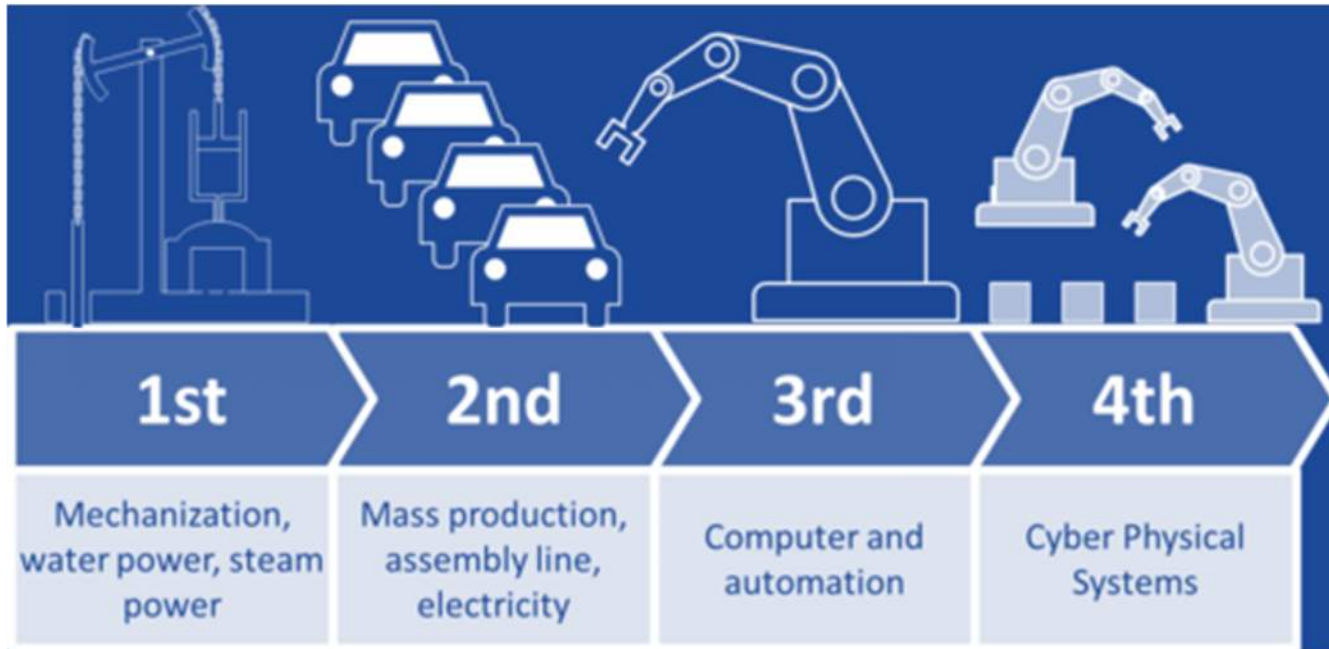 1st
2nd
3rd
4th
Mechanization,
water power, steam
power
Mass production,
assembly line,
electricity
Computer and
automation
Cyber Physical
Systems